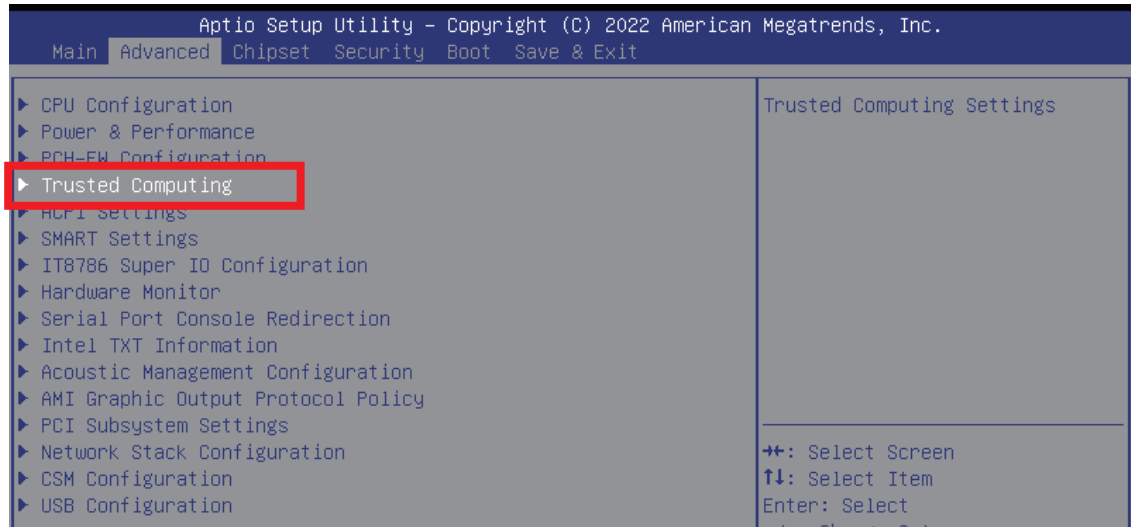 Aptio Setup Utility – Copyright (C) 2022 American Megatrends, Inc.
Main Advanced Chipset Security Boot Save & Exit
CPU Configuration
Power & Performance
PCH-FW Configuration
Trusted Computing
ACPI Settings
SMART Settings
IT8786 Super IO Configuration
Hardware Monitor
Serial Port Console Redirection
Intel TXT Information
Acoustic Management Configuration
AMI Graphic Output Protocol Policy
PCI Subsystem Settings
Network Stack Configuration
CSM Configuration
USB Configuration
Trusted Computing Settings
→←: Select Screen
↑↓: Select Item
Enter: Select